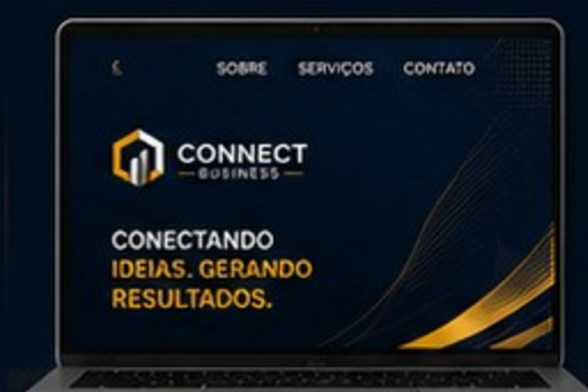 SOBRE SERVIÇOS CONTATO
CONNECT
BUSINESS
CONECTANDO
IDEIAS. GERANDO
RESULTADOS.